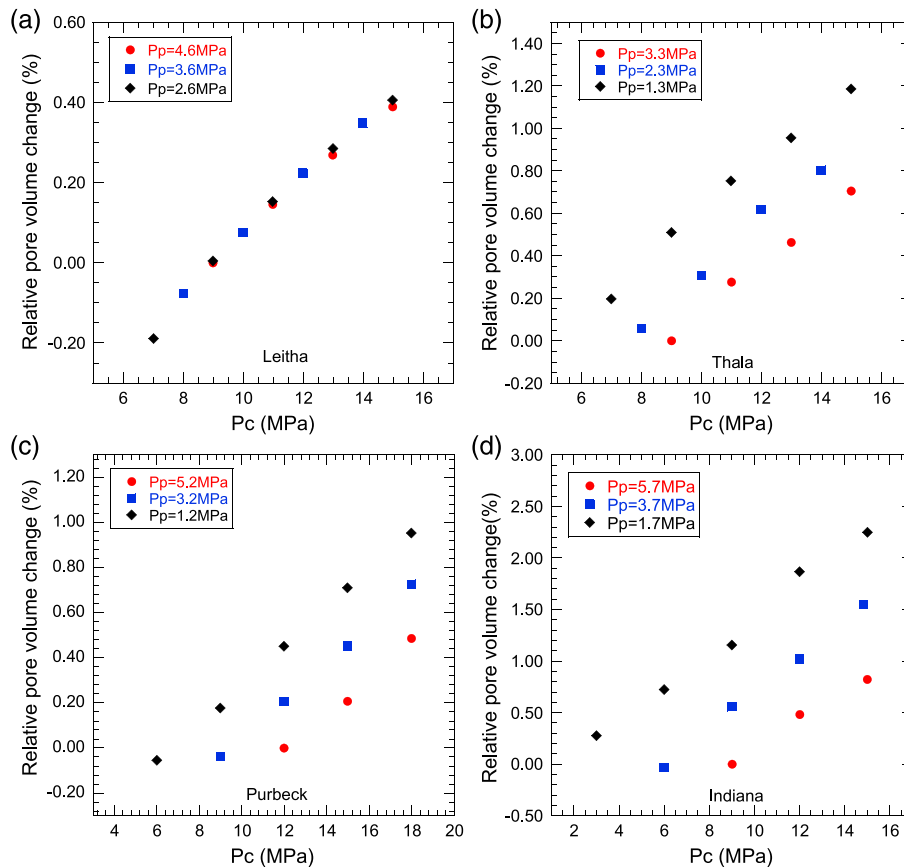 (a)
Relative pore volume change (%)
0.60
0.40
0.20
0.00
-0.20
Pp=4.6MPa
Pp=3.6MPa
Pp=2.6MPa
Leitha
6 8 10 12 14 16
Pc (MPa)
(b)
Relative pore volume change (%)
1.40
1.20
1.00
0.80
0.60
0.40
0.20
0.00
-0.20
Pp=3.3MPa
Pp=2.3MPa
Pp=1.3MPa
Thala
6 8 10 12 14 16
Pc (MPa)
(c)
Relative pore volume change (%)
1.20
1.00
0.80
0.60
0.40
0.20
0.00
-0.20
Pp=5.2MPa
Pp=3.2MPa
Pp=1.2MPa
Purbeck
4 6 8 10 12 14 16 18 20
Pc (MPa)
(d)
Relative pore volume change(%)
3.00
2.50
2.00
1.50
1.00
0.50
0.00
-0.50
Pp=5.7MPa
Pp=3.7MPa
Pp=1.7MPa
Indiana
2 4 6 8 10 12 14 16
Pc (MPa)